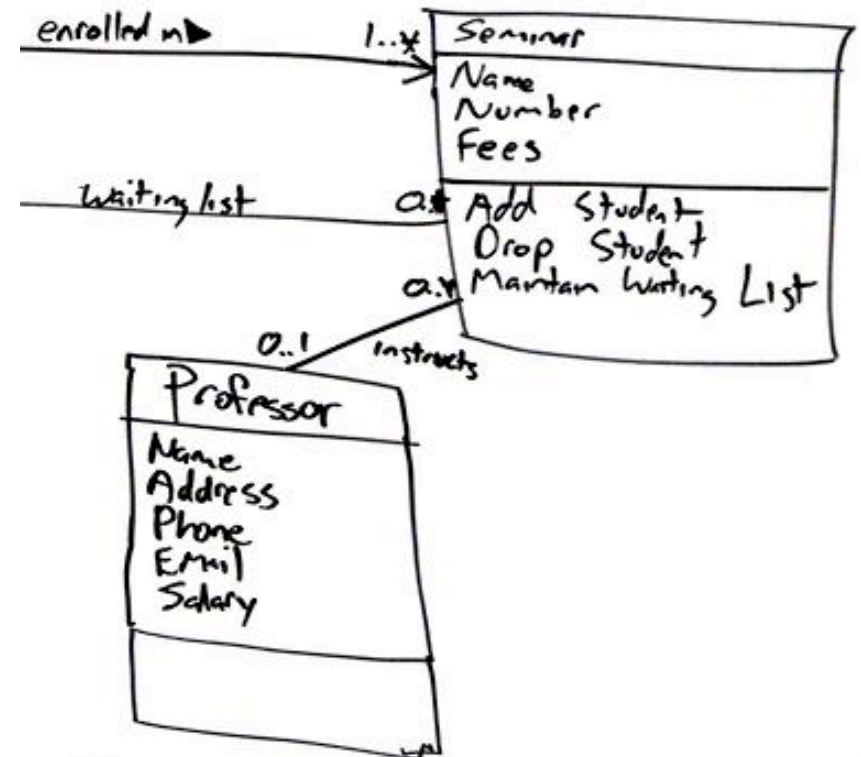 enrolled in▶
1..*
Seminar
Name
Number
Fees
waiting list
0..*
Add Student
Drop Student
Maintain Waiting List
0..*
0..1
instructs
Professor
Name
Address
Phone
Email
Salary